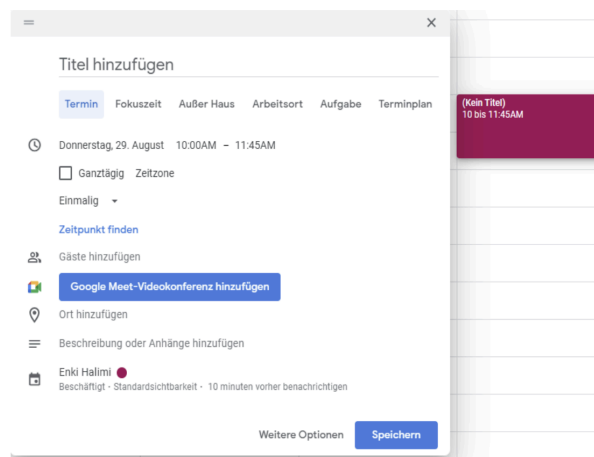 Titel hinzufügen
Termin Fokuszeit Außer Haus Arbeitsort Aufgabe Terminplan
Donnerstag, 29. August 10:00AM – 11:45AM
Ganztägig Zeitzone
Einmalig
Zeitpunkt finden
Gäste hinzufügen
Google Meet-Videokonferenz hinzufügen
Ort hinzufügen
Beschreibung oder Anhänge hinzufügen
Enki Halimi
Beschäftigt - Standardsichtbarkeit - 10 minuten vorher benachrichtigen
Weitere Optionen Speichern
(Kein Titel)
10 bis 11:45AM